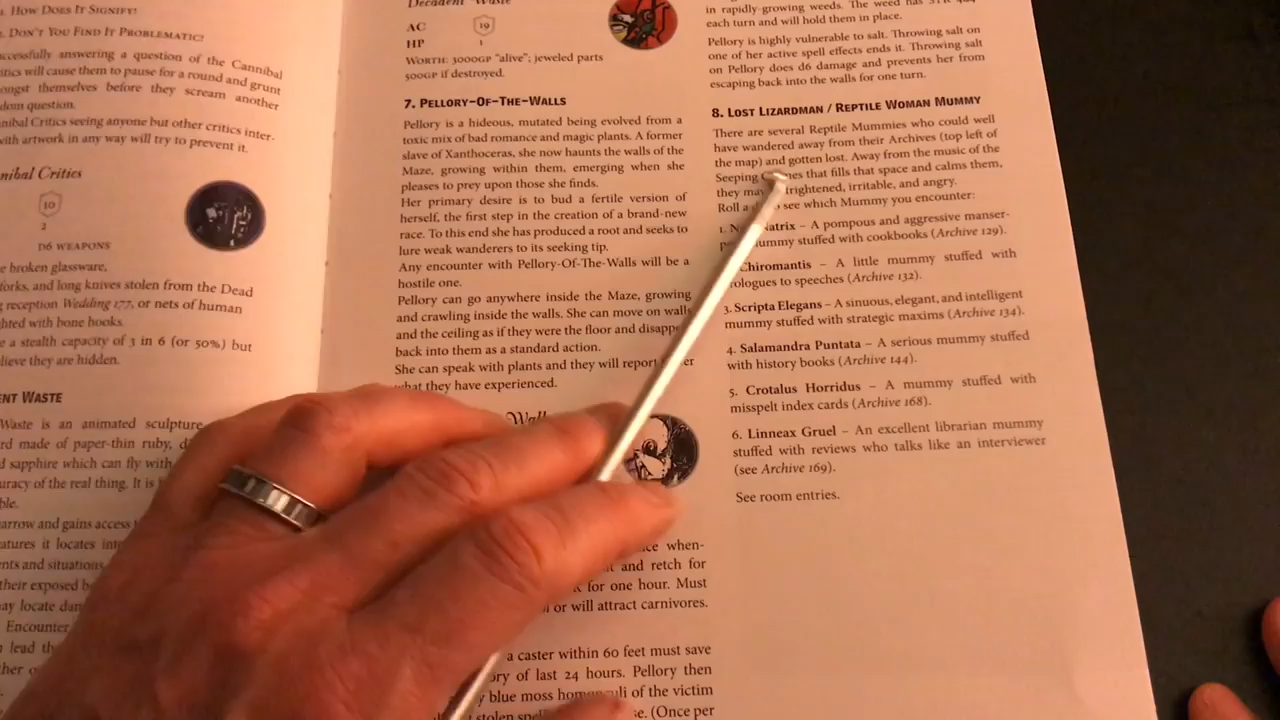 How Does It Signify?
Don't You Find It Problematic?
successfully answering a question of the Cannibal
will cause them to pause for a round and grunt
amongst themselves before they scream another
question.
Cannibal Critics seeing anyone but other critics
with artwork in any way will try to prevent it.
Cannibal Critics
2
D6 WEAPONS
broken glassware,
forks, and long knives stolen from the Dead
reception Wedding 177, or nets of human
with bone hooks.
a stealth capacity of 3 in 6 (or 50%) but
believe they are hidden.
Waste
Waste is an animated sculpture
made of paper-thin ruby,
sapphire which can fly with
of the real thing. It is
arrow and gains access
it locates
and situations
their exposed
may locate
Encounter
lead
Decadent Waste
AC 19
HP 1
Worth: 3000gp "alive"; jeweled parts
500gp if destroyed.
7. Pellory-Of-The-Walls
Pellory is a hideous, mutated being evolved from a
toxic mix of bad romance and magic plants. A former
slave of Xanthoceras, she now haunts the walls of the
Maze, growing within them, emerging when she
pleases to prey upon those she finds.
Her primary desire is to bud a fertile version of
herself, the first step in the creation of a brand-new
race. To this end she has produced a root and seeks to
lure weak wanderers to its seeking tip.
Any encounter with Pellory-Of-The-Walls will be a
hostile one.
Pellory can go anywhere inside the Maze, growing
and crawling inside the walls. She can move on walls
and the ceiling as if they were the floor and
back into them as a standard action.
She can speak with plants and they will report
what they have experienced.
and retch for
for one hour. Must
or will attract carnivores.
a caster within 60 feet must save
of last 24 hours. Pellory then
blue moss homunculi of the victim
stolen
(Once per
in rapidly-growing weeds. The weed has STR
each turn and will hold them in place.
Pellory is highly vulnerable to salt. Throwing salt on
one of her active spell effects ends it. Throwing salt
on Pellory does d6 damage and prevents her from
escaping back into the walls for one turn.
8. Lost Lizardman / Reptile Woman Mummy
There are several Reptile Mummies who could well
have wandered away from their Archives (top left of
the map) and gotten lost. Away from the music of the
Seeping that fills that space and calms them,
they may frightened, irritable, and angry.
Roll a see which Mummy you encounter:
1. Natrix – A pompous and aggressive manser-
mummy stuffed with cookbooks (Archive 129).
Chiromantis – A little mummy stuffed with
prologues to speeches (Archive 132).
3. Scripta Elegans – A sinuous, elegant, and intelligent
mummy stuffed with strategic maxims (Archive 134).
4. Salamandra Puntata – A serious mummy stuffed
with history books (Archive 144).
5. Crotalus Horridus – A mummy stuffed with
misspelt index cards (Archive 168).
6. Linneax Gruel – An excellent librarian mummy
stuffed with reviews who talks like an interviewer
(see Archive 169).
See room entries.